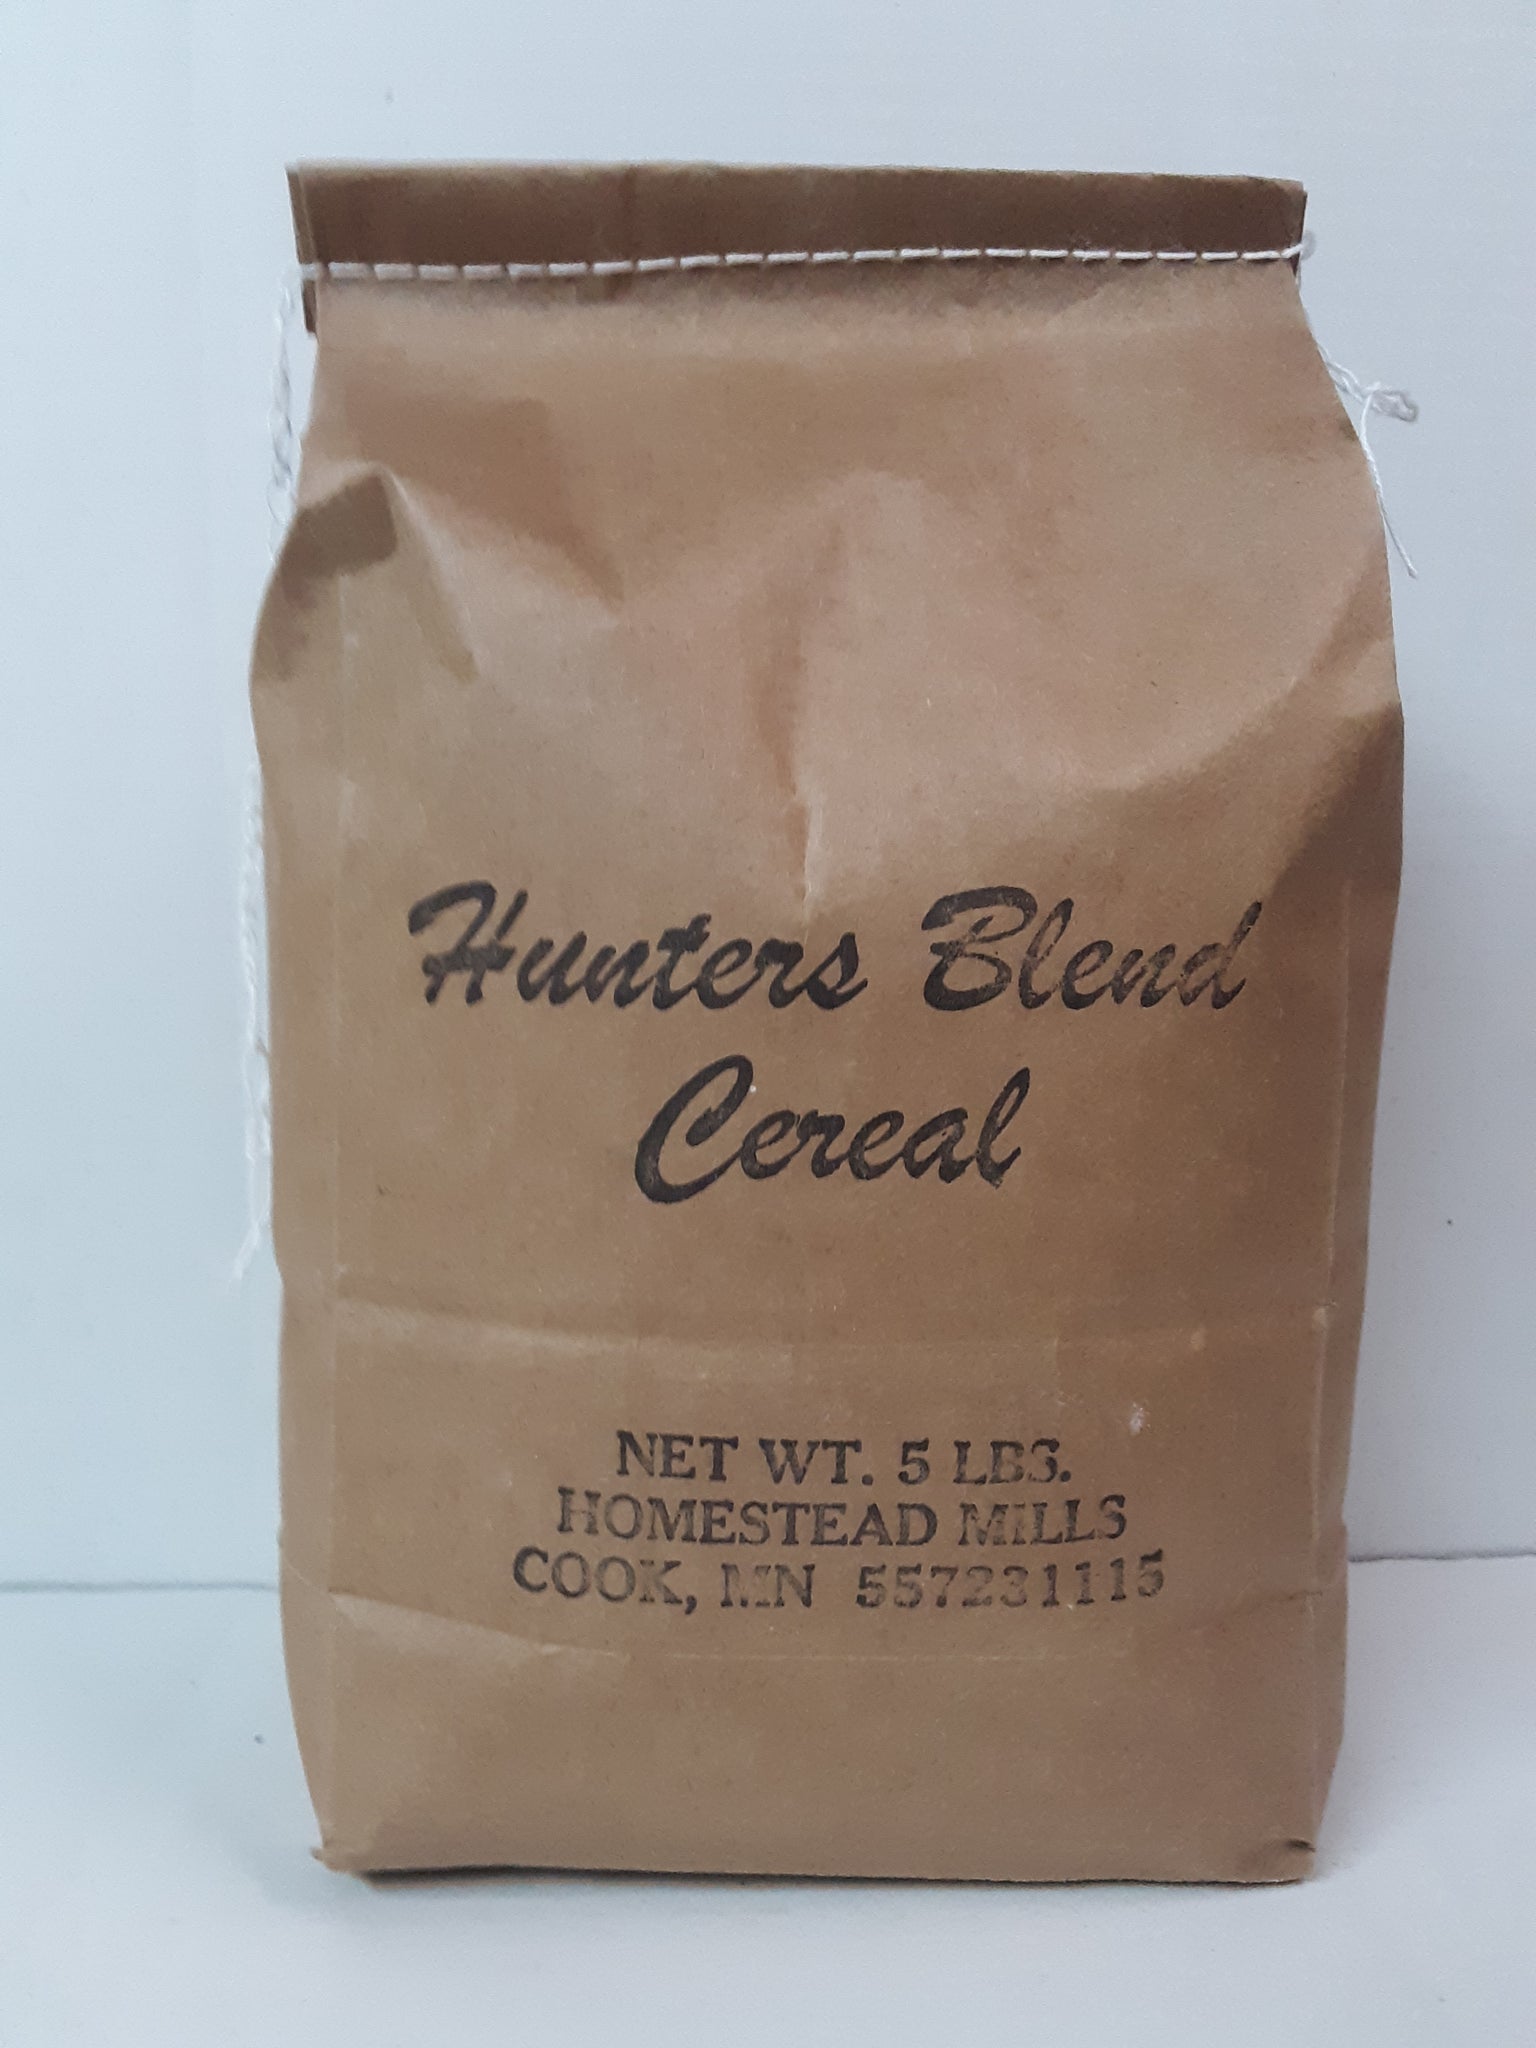 Hunters Blend
Cereal
NET WT. 5 LBS.
HOMESTEAD MILLS
COOK, MN 557231115